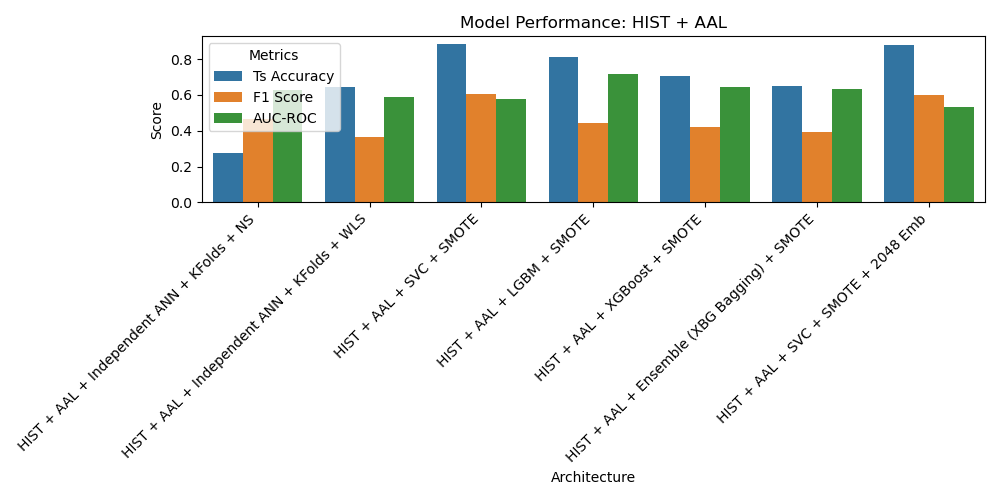 Model Performance: HIST + AAL
Metrics
Ts Accuracy
F1 Score
AUC-ROC
Score
0.8
0.6
0.4
0.2
0.0
HIST + AAL + Independent ANN + KFolds + NS
HIST + AAL + Independent ANN + KFolds + WLS
HIST + AAL + SVC + SMOTE
HIST + AAL + LGBM + SMOTE
HIST + AAL + XGBoost + SMOTE
HIST + AAL + Ensemble (XBG Bagging) + SMOTE
HIST + AAL + SVC + SMOTE + 2048 Emb
Architecture